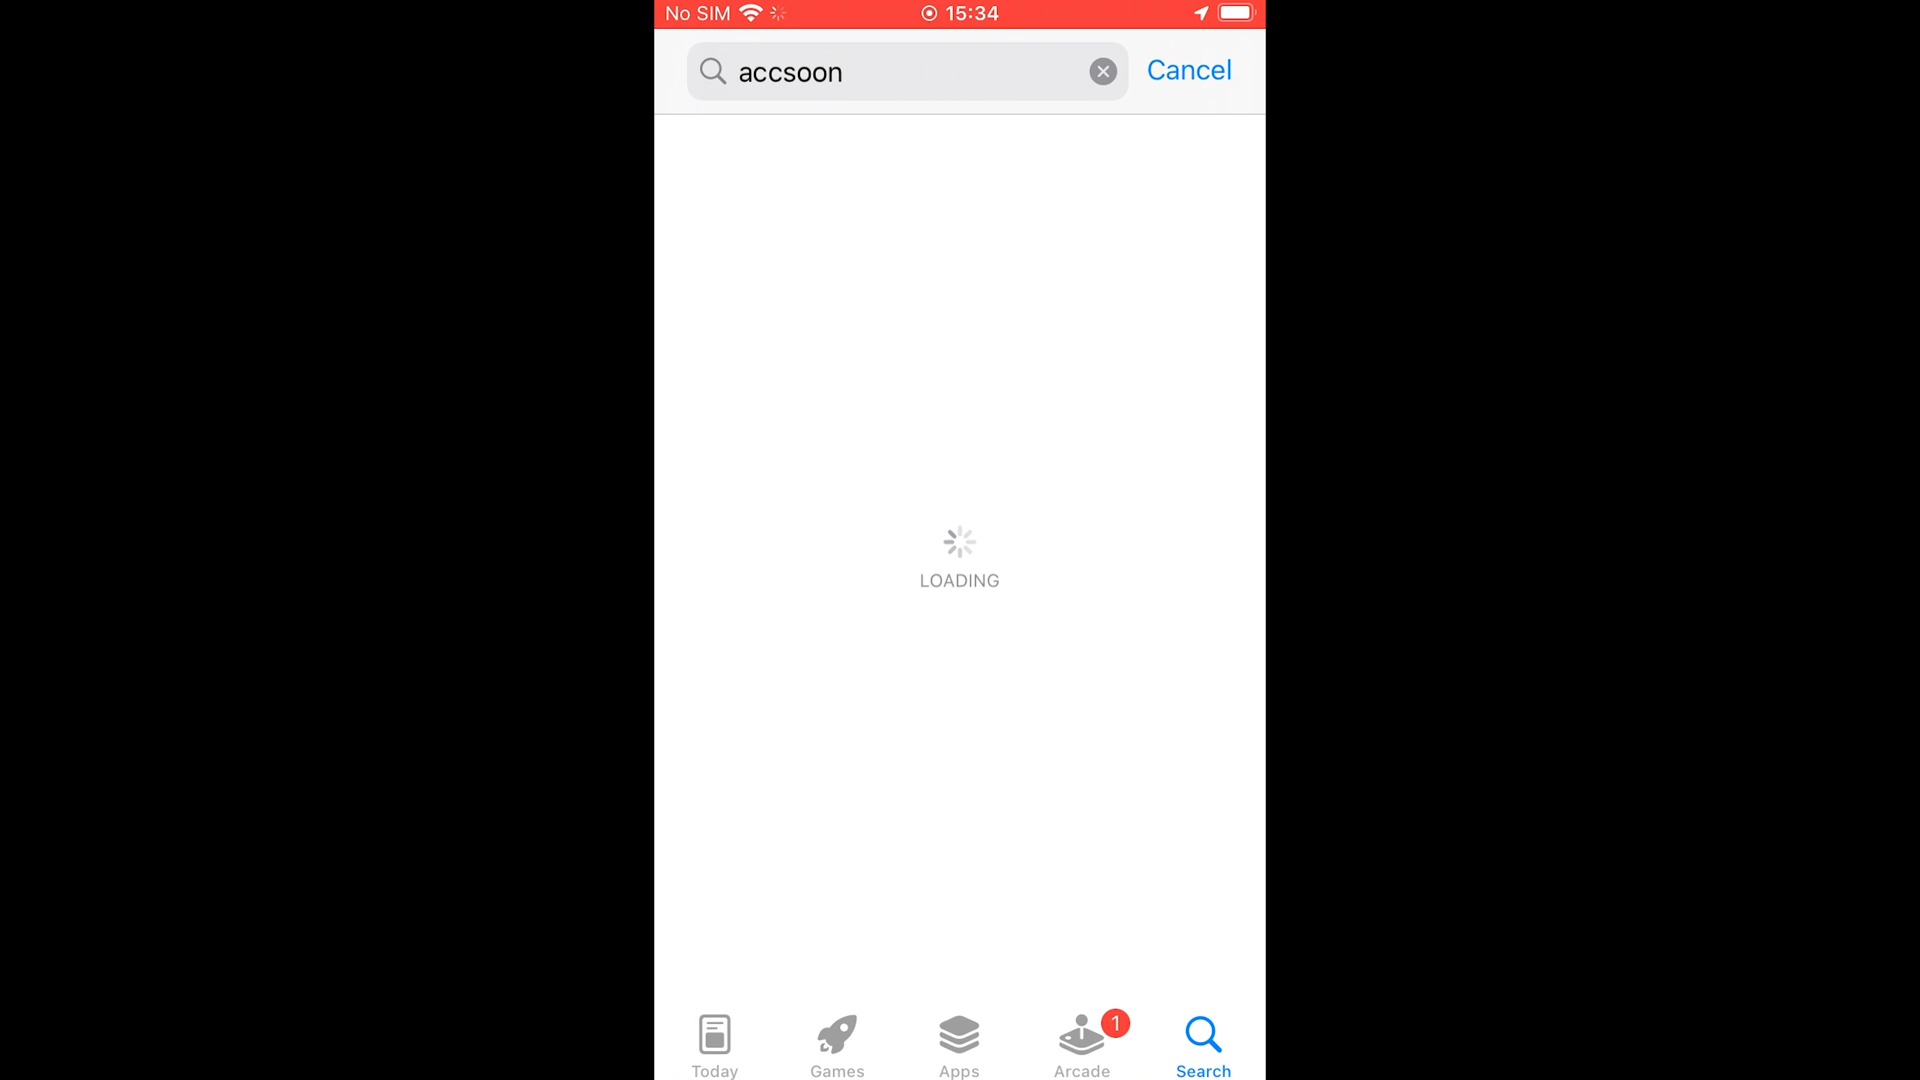 No SIM 15:34
accsoon Cancel
LOADING
1
Today Games Apps Arcade Search